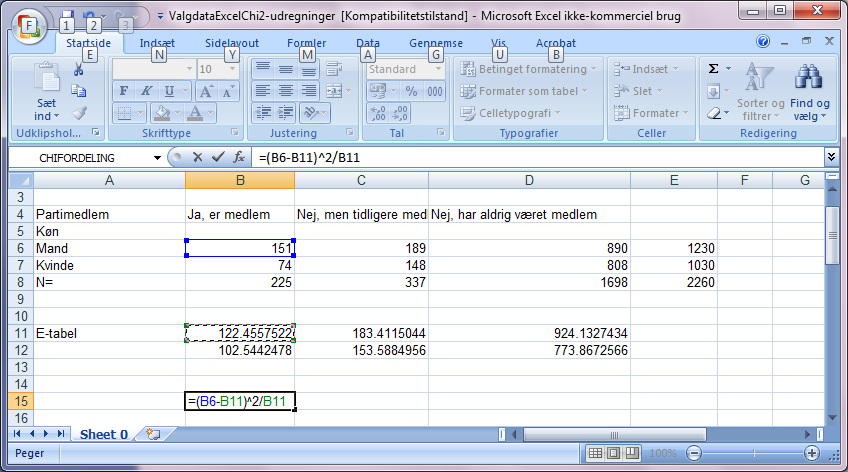 ValgdataExcelChi2-udregninger [Kompatibilitetstilstand] - Microsoft Excel ikke-kommerciel brug
F 1 2 3
Startside Indsæt Sidelayout Formler Data Gennemse Vis Acrobat
E N Y M A G U B
Sæt ind
Udklipshol...
10
F K U A A
A
Skrifttype
Justering
Standard
% 000
,00 ,0
Tal
Betinget formatering
Formater som tabel
Celletypografi
Typografier
Indsæt
Slet
Formater
Celler
Σ
Sorter og filtrer
Find og vælg
Redigering
CHIFORDELING fx =(B6-B11)^2/B11
A B C D E F G
3
4 Partimedlem Ja, er medlem Nej, men tidligere med Nej, har aldrig været medlem
5 Køn
6 Mand 151 189 890 1230
7 Kvinde 74 148 808 1030
8 N= 225 337 1698 2260
9
10
11 E-tabel 122.4557522 183.4115044 924.1327434
12 102.5442478 153.5884956 773.8672566
13
14
15 =(B6-B11)^2/B11
16
Sheet 0
Peger 100%